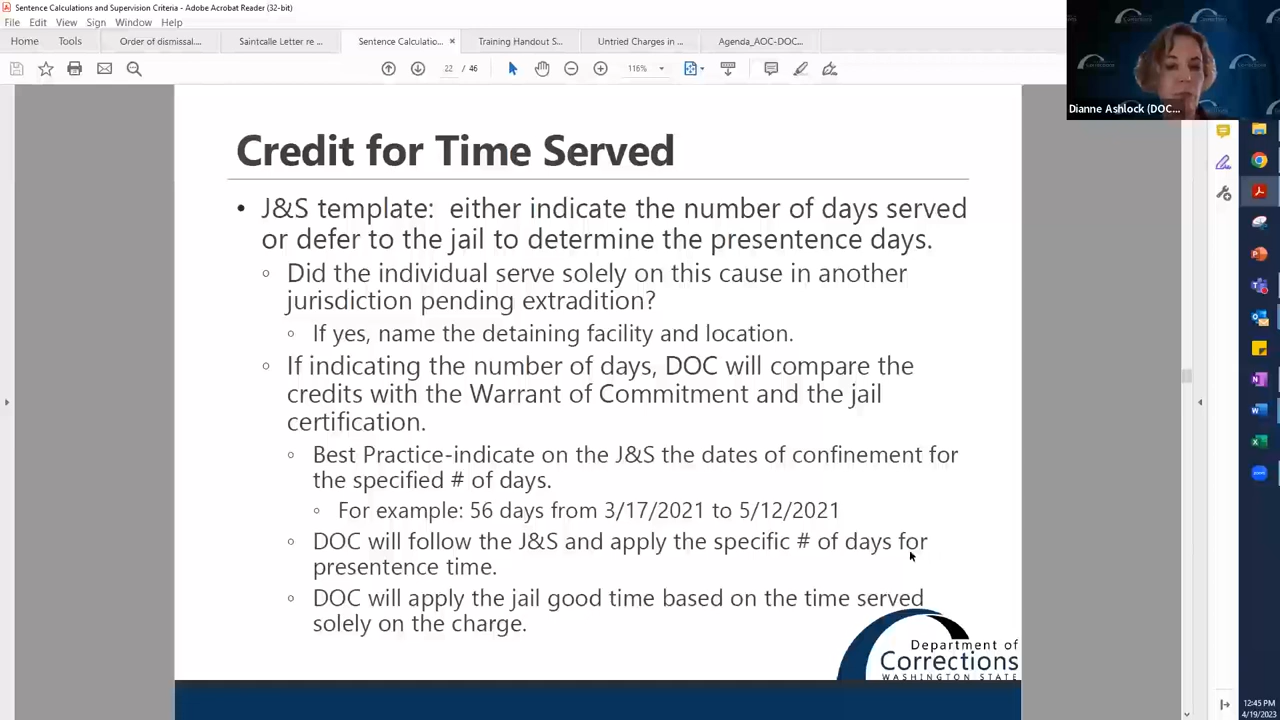 Sentence Calculations and Supervision Criteria - Adobe Acrobat Reader (32-bit)
File Edit View Sign Window Help
Home Tools Order of dismissal.... Saintcalle Letter re ... Sentence Calculatio... × Training Handout S... Untried Charges in ... Agenda_AOC-DOC...
22 / 46 116%
Dianne Ashlock (DOC...
Credit for Time Served
• J&S template: either indicate the number of days served
or defer to the jail to determine the presentence days.
◦ Did the individual serve solely on this cause in another
jurisdiction pending extradition?
◦ If yes, name the detaining facility and location.
◦ If indicating the number of days, DOC will compare the
credits with the Warrant of Commitment and the jail
certification.
◦ Best Practice-indicate on the J&S the dates of confinement for
the specified # of days.
◦ For example: 56 days from 3/17/2021 to 5/12/2021
◦ DOC will follow the J&S and apply the specific # of days for
presentence time.
◦ DOC will apply the jail good time based on the time served
solely on the charge.
Department of
Corrections
WASHINGTON STATE
12:45 PM
4/19/2023